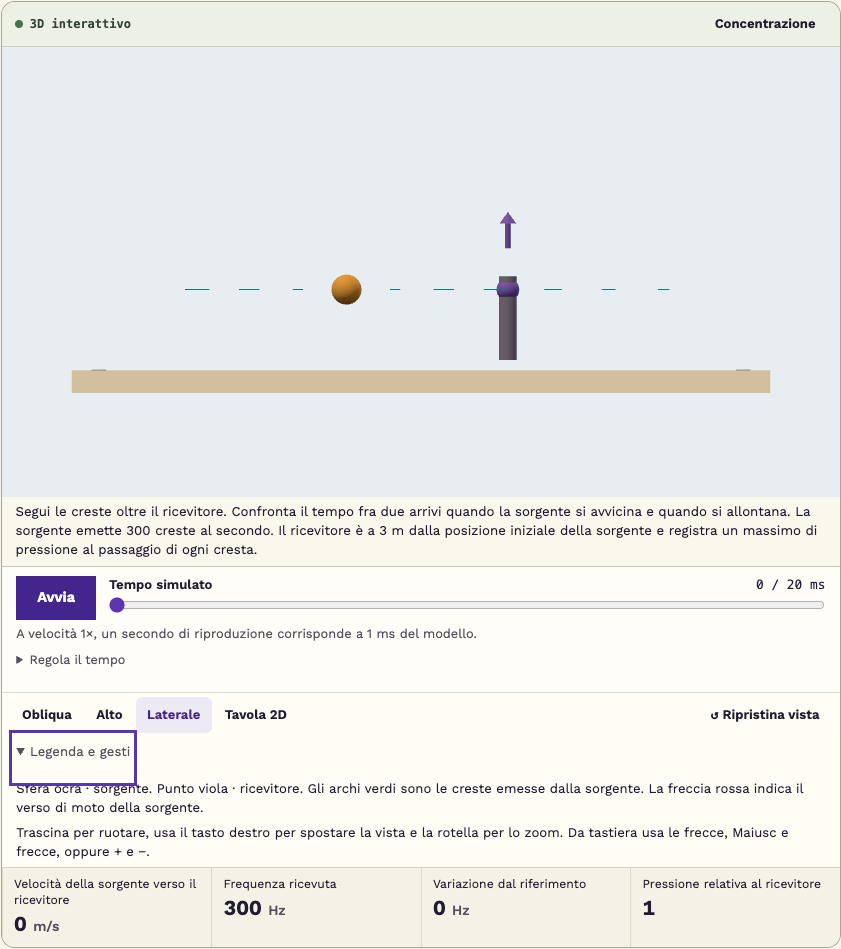 3D interattivo
Concentrazione
Segui le creste oltre il ricevitore. Confronta il tempo fra due arrivi quando la sorgente si avvicina e quando si allontana. La
sorgente emette 300 creste al secondo. Il ricevitore è a 3 m dalla posizione iniziale della sorgente e registra un massimo di
pressione al passaggio di ogni cresta.
Avvia
Tempo simulato
0 / 20 ms
A velocità 1×, un secondo di riproduzione corrisponde a 1 ms del modello.
▶ Regola il tempo
Obliqua
Alto
Laterale
Tavola 2D
↺ Ripristina vista
▼ Legenda e gesti
Sfera ocra · sorgente. Punto viola · ricevitore. Gli archi verdi sono le creste emesse dalla sorgente. La freccia rossa indica il
verso di moto della sorgente.
Trascina per ruotare, usa il tasto destro per spostare la vista e la rotella per lo zoom. Da tastiera usa le frecce, Maiusc e
frecce, oppure + e −.
Velocità della sorgente verso il
ricevitore
0 m/s
Frequenza ricevuta
300 Hz
Variazione dal riferimento
0 Hz
Pressione relativa al ricevitore
1